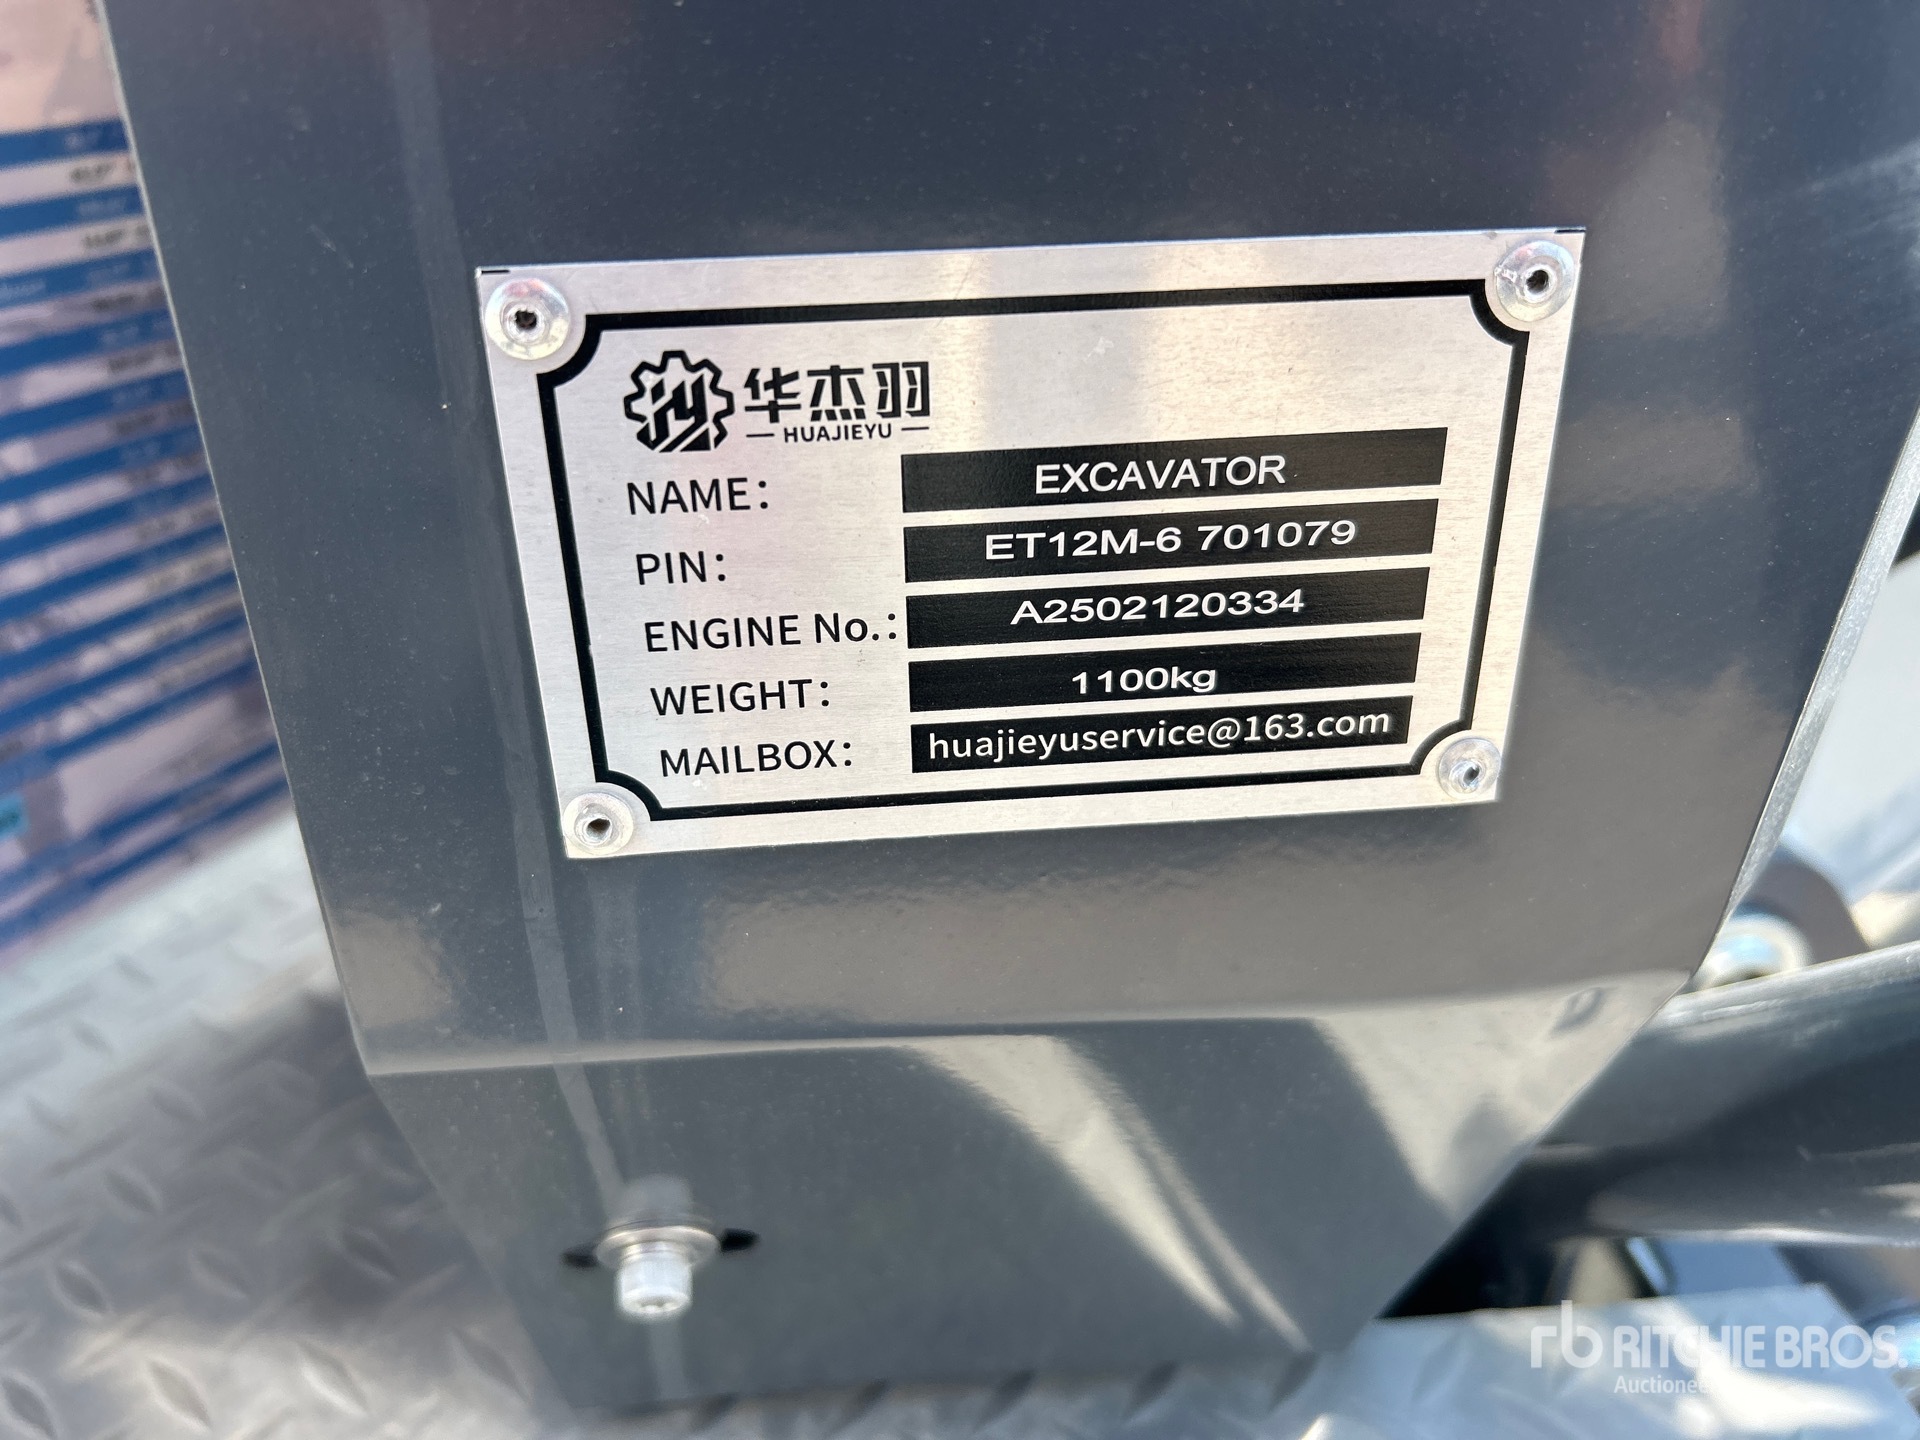 华杰羽
HUAJIEYU
NAME: EXCAVATOR
PIN: ET12M-6 701079
ENGINE No.: A2502120334
WEIGHT: 1100kg
MAILBOX: huajieyuservice@163.com
rb RITCHIE BROS.